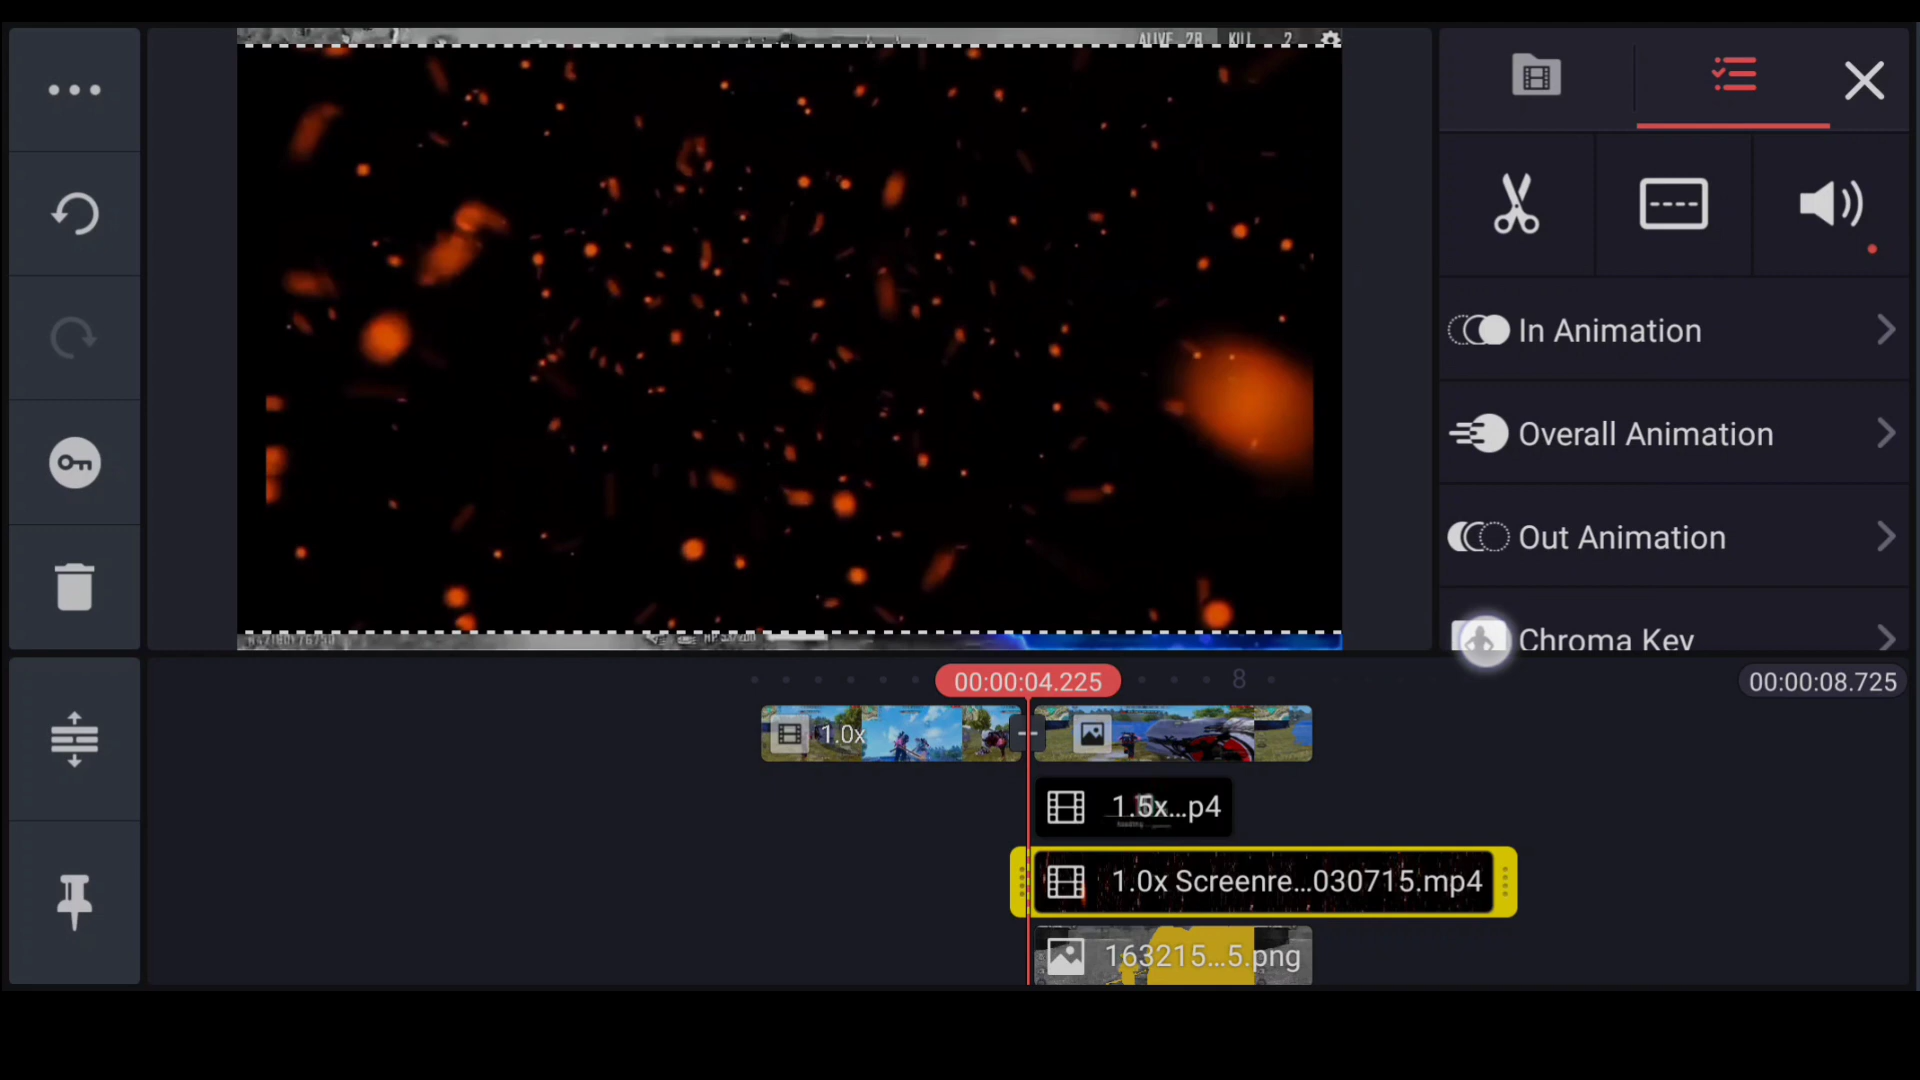 ALIVE 28 KILL 2
In Animation
Overall Animation
Out Animation
Chroma Key
00:00:04.225
8
00:00:08.725
1.0x
1.5x...p4
1.0x Screenre...030715.mp4
163215...5.png